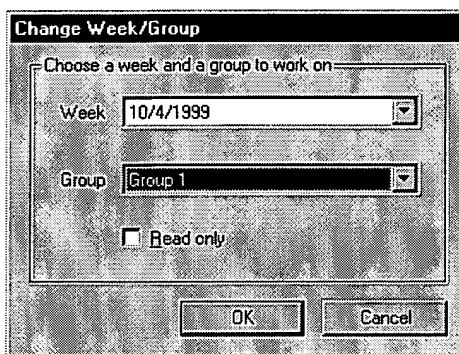 Change Week/Group
Choose a week and a group to work on
Week 10/4/1999
Group Group 1
Read only
OK Cancel